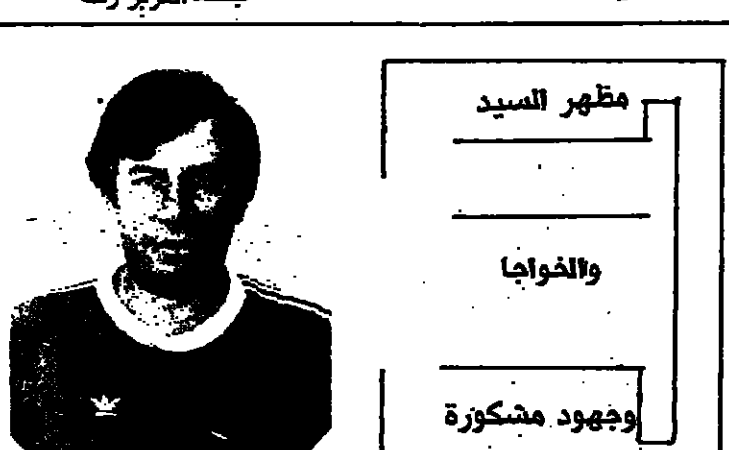 مظهر السيد
والخواجا
وجهود مشكورة